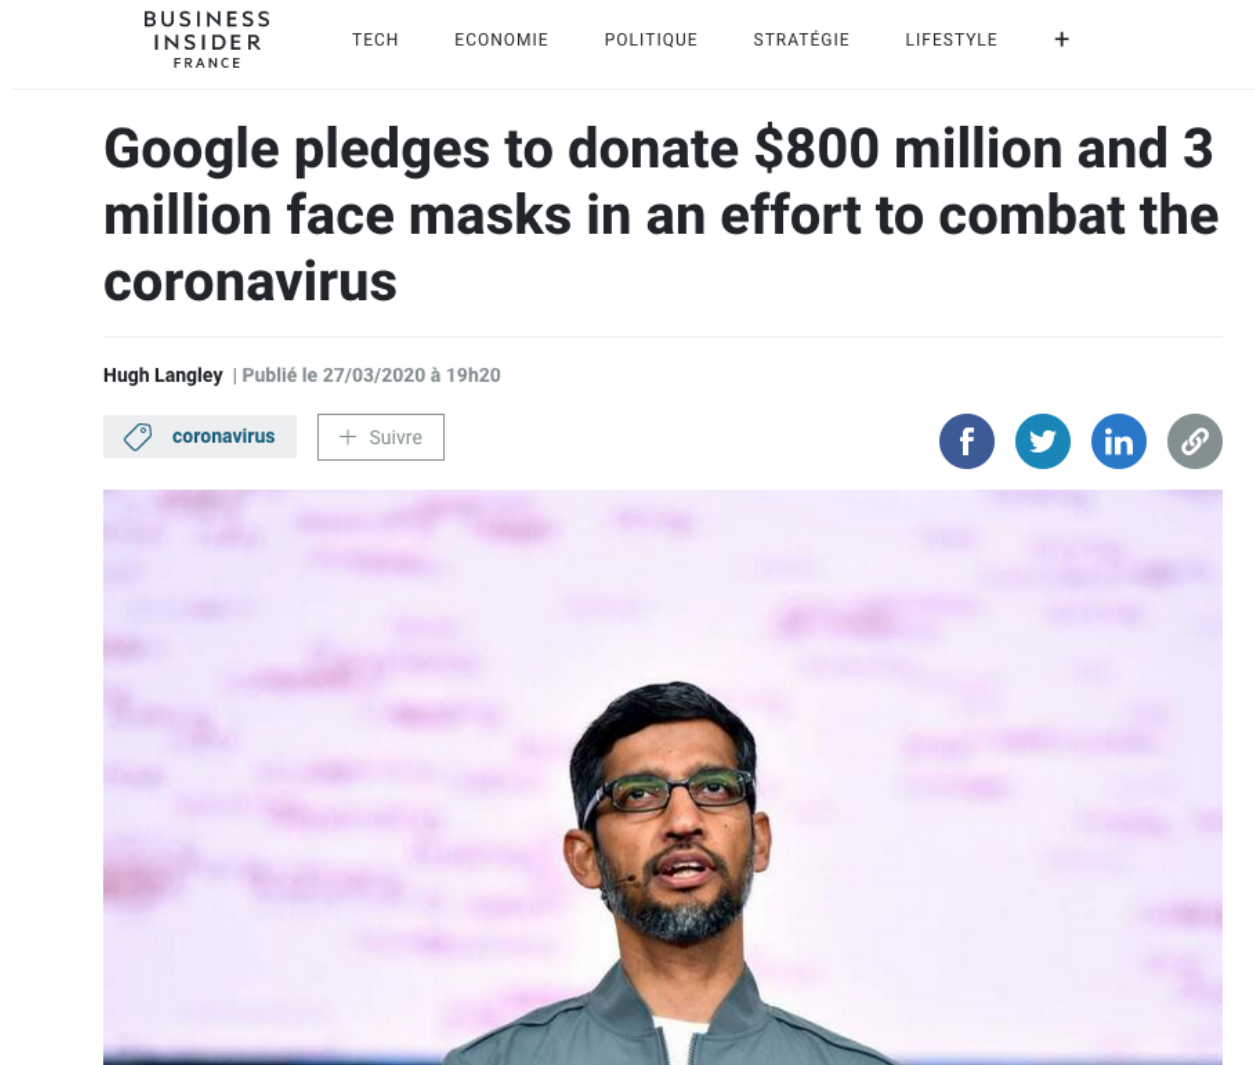 BUSINESS
INSIDER
FRANCE
TECH ECONOMIE POLITIQUE STRATÉGIE LIFESTYLE +
Google pledges to donate $800 million and 3
million face masks in an effort to combat the
coronavirus
Hugh Langley | Publié le 27/03/2020 à 19h20
coronavirus + Suivre f in